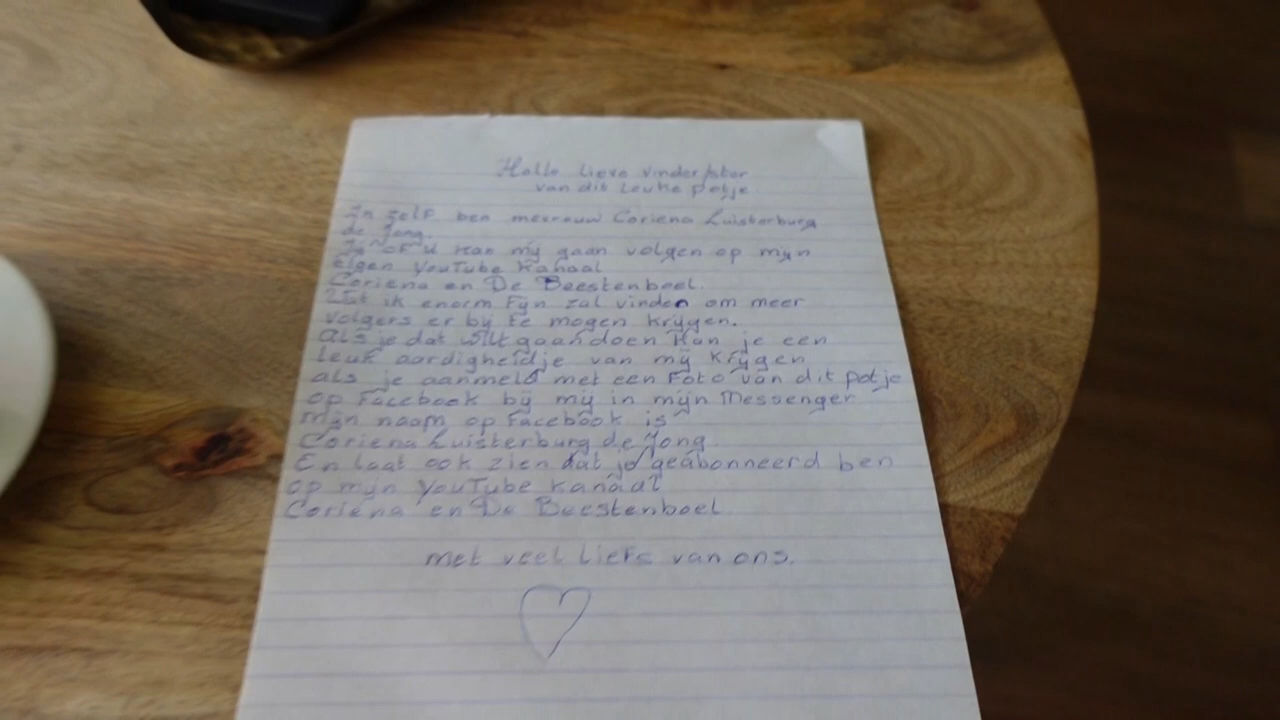 Hallo lieve vinder/ster
van dit leuke potje
Ik zelf ben mevrouw Coriena Luisterburg
de Jong.
Je of U kan mij gaan volgen op mijn
eigen YouTube kanaal
Coriena en De Beestenboel.
Wat ik enorm fijn zal vinden om meer
volgers er bij te mogen krijgen.
Als je dat wilt gaan doen kan je een
leuk aardigheidje van mij krijgen
als je aanmeld met een Foto van dit potje
op Facebook bij mij in mijn Messenger
Mijn naam op Facebook is
Coriena Luisterburg de Jong
En laat ook zien dat je geabonneerd ben
op mijn YouTube kanaal
Coriena en De Beestenboel
met veel liefs van ons.